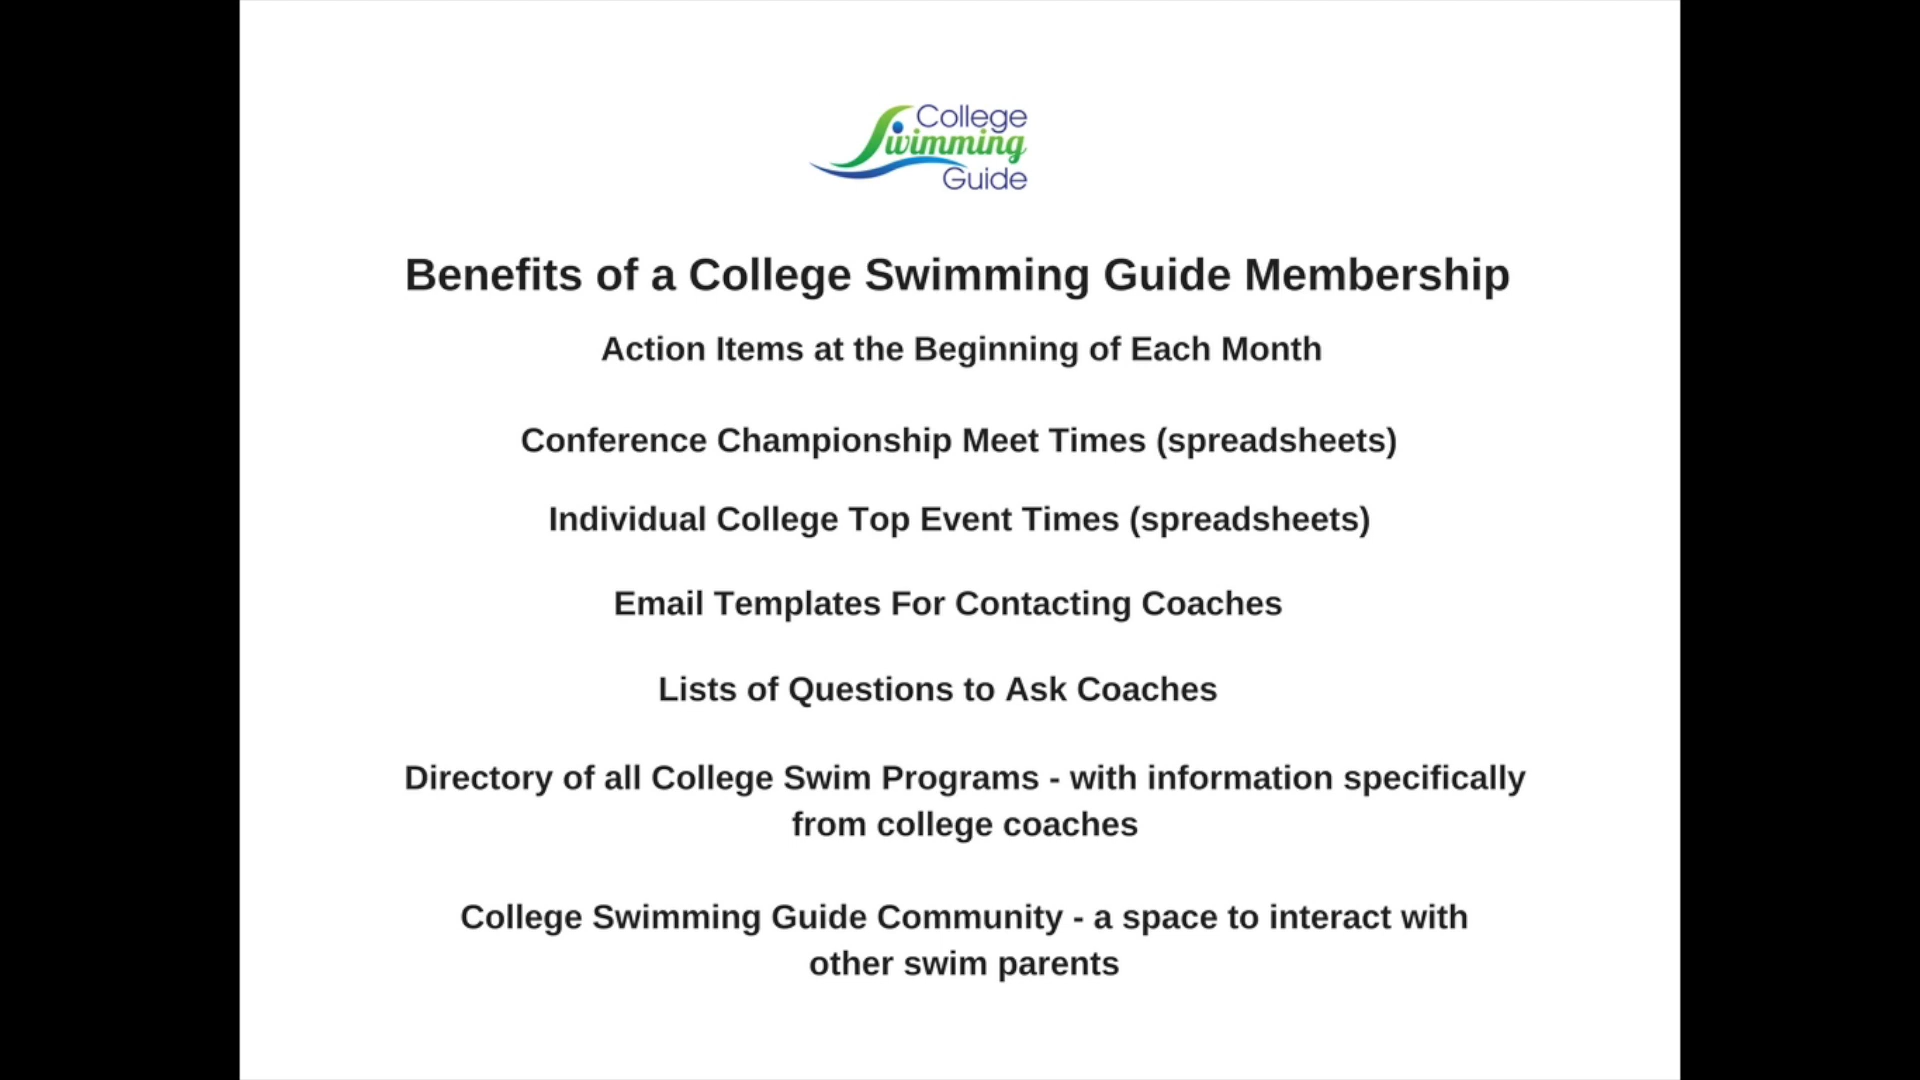 College
Swimming
Guide
Benefits of a College Swimming Guide Membership
Action Items at the Beginning of Each Month
Conference Championship Meet Times (spreadsheets)
Individual College Top Event Times (spreadsheets)
Email Templates For Contacting Coaches
Lists of Questions to Ask Coaches
Directory of all College Swim Programs - with information specifically
from college coaches
College Swimming Guide Community - a space to interact with
other swim parents